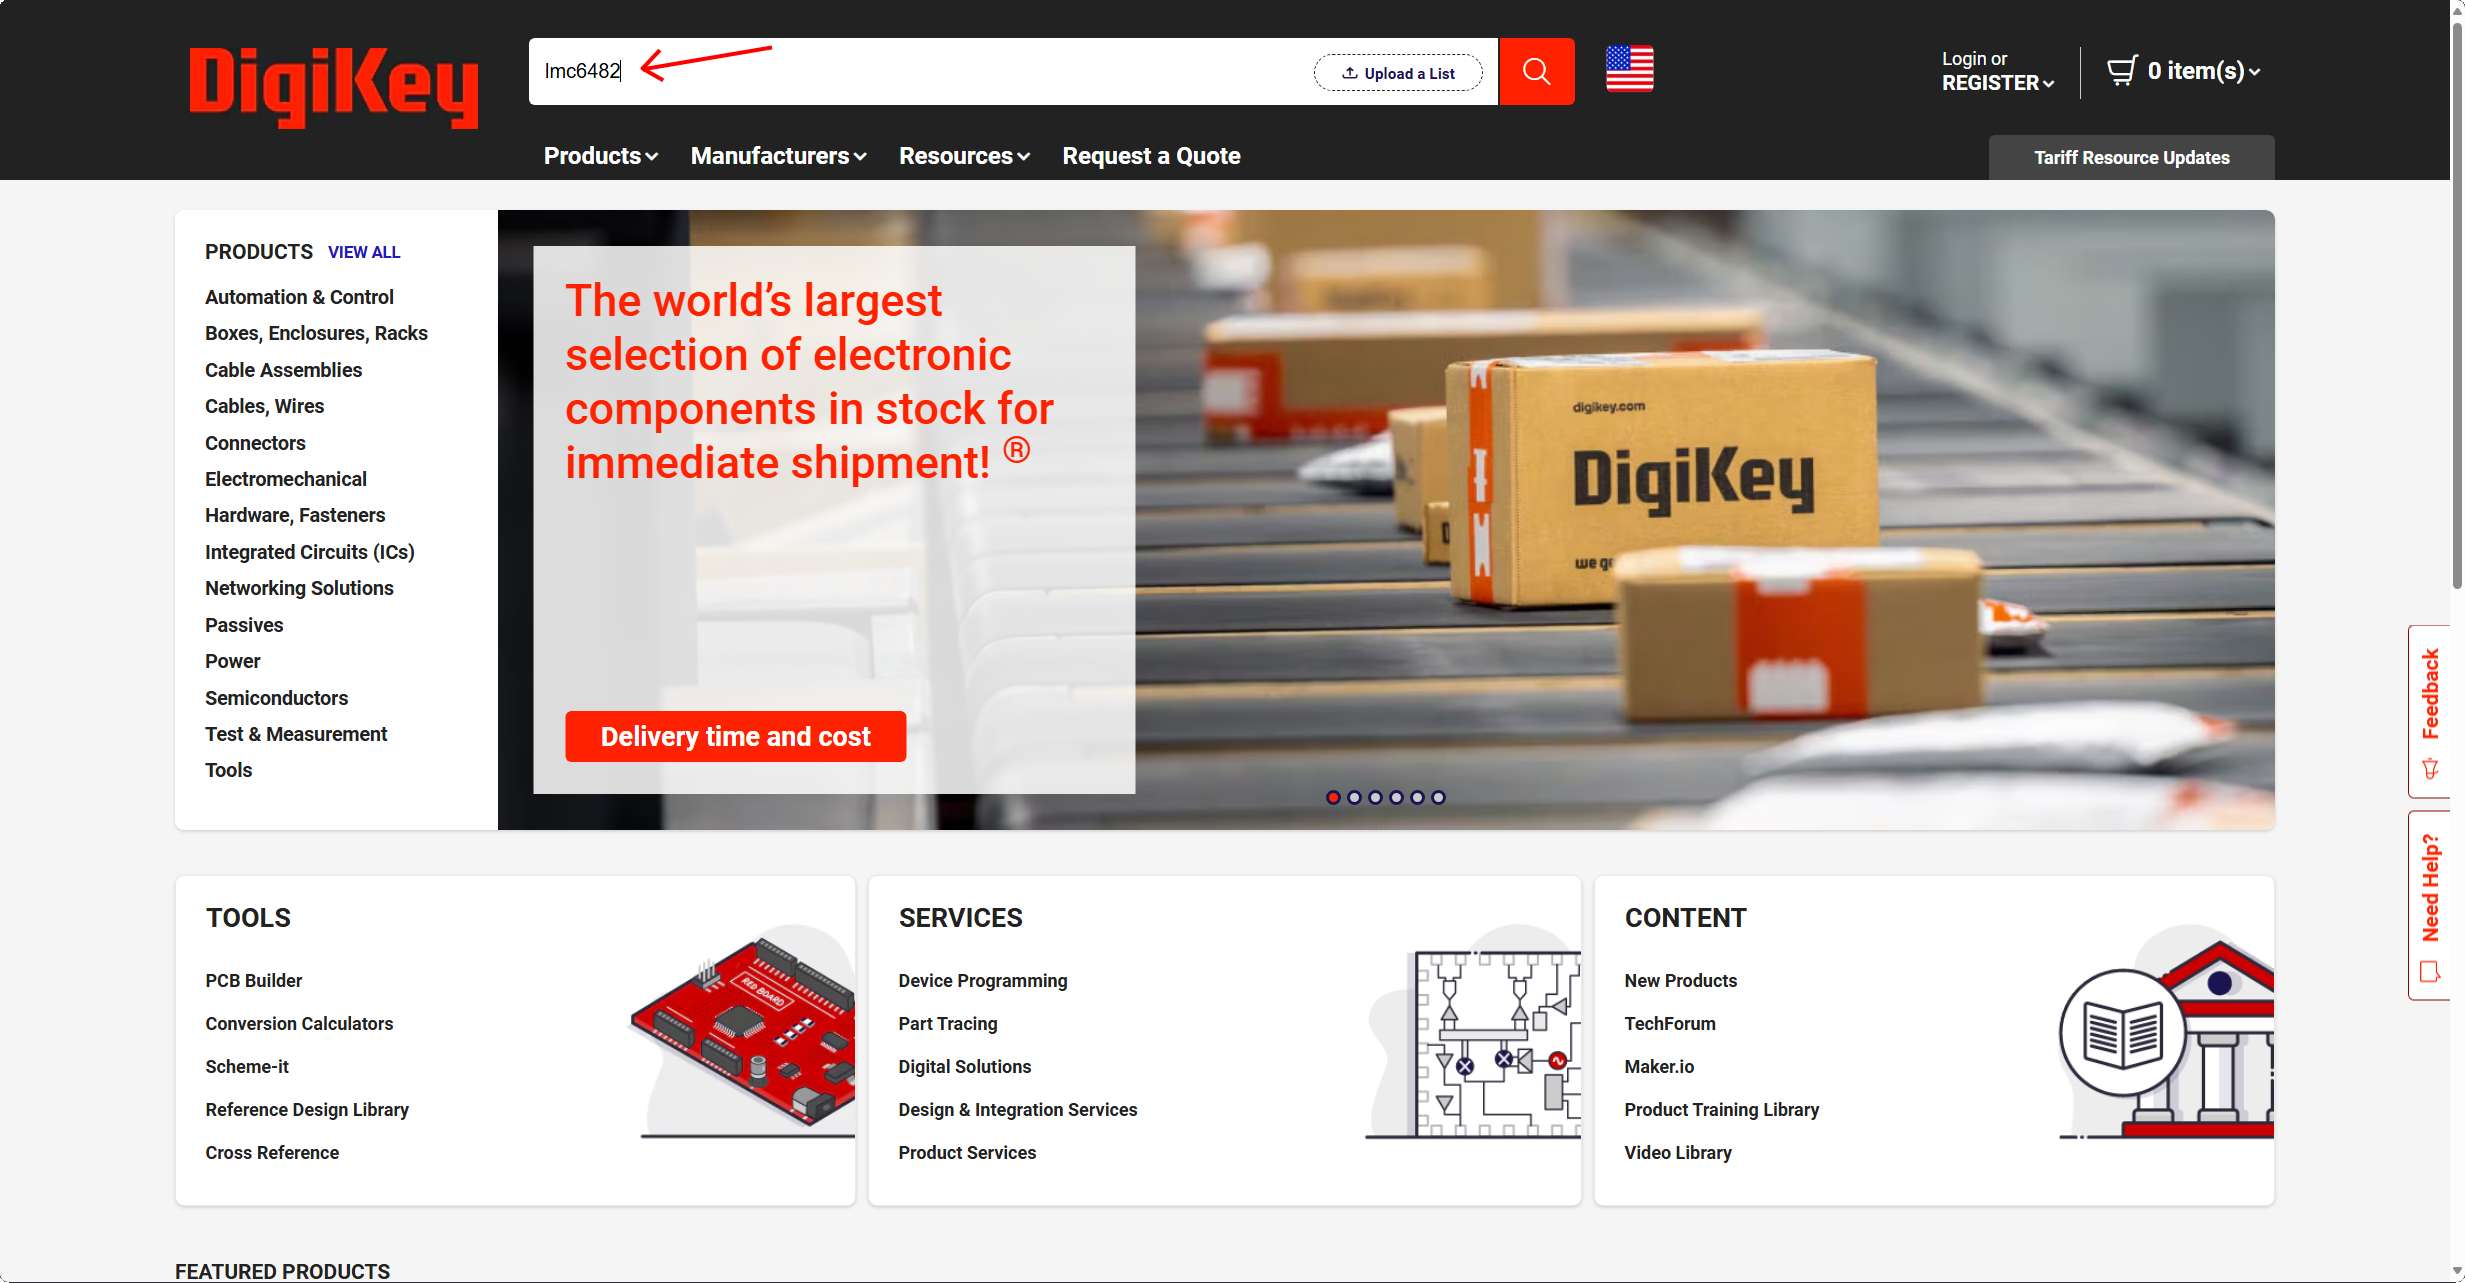 DigiKey
lmc6482
Upload a List
Login or
REGISTER
0 item(s)
Products
Manufacturers
Resources
Request a Quote
Tariff Resource Updates
PRODUCTS VIEW ALL
Automation & Control
Boxes, Enclosures, Racks
Cable Assemblies
Cables, Wires
Connectors
Electromechanical
Hardware, Fasteners
Integrated Circuits (ICs)
Networking Solutions
Passives
Power
Semiconductors
Test & Measurement
Tools
The world’s largest
selection of electronic
components in stock for
immediate shipment! ®
Delivery time and cost
digikey.com
DigiKey
we
Feedback
Need Help?
TOOLS
PCB Builder
Conversion Calculators
Scheme-it
Reference Design Library
Cross Reference
RED BOARD
SERVICES
Device Programming
Part Tracing
Digital Solutions
Design & Integration Services
Product Services
CONTENT
New Products
TechForum
Maker.io
Product Training Library
Video Library
FEATURED PRODUCTS